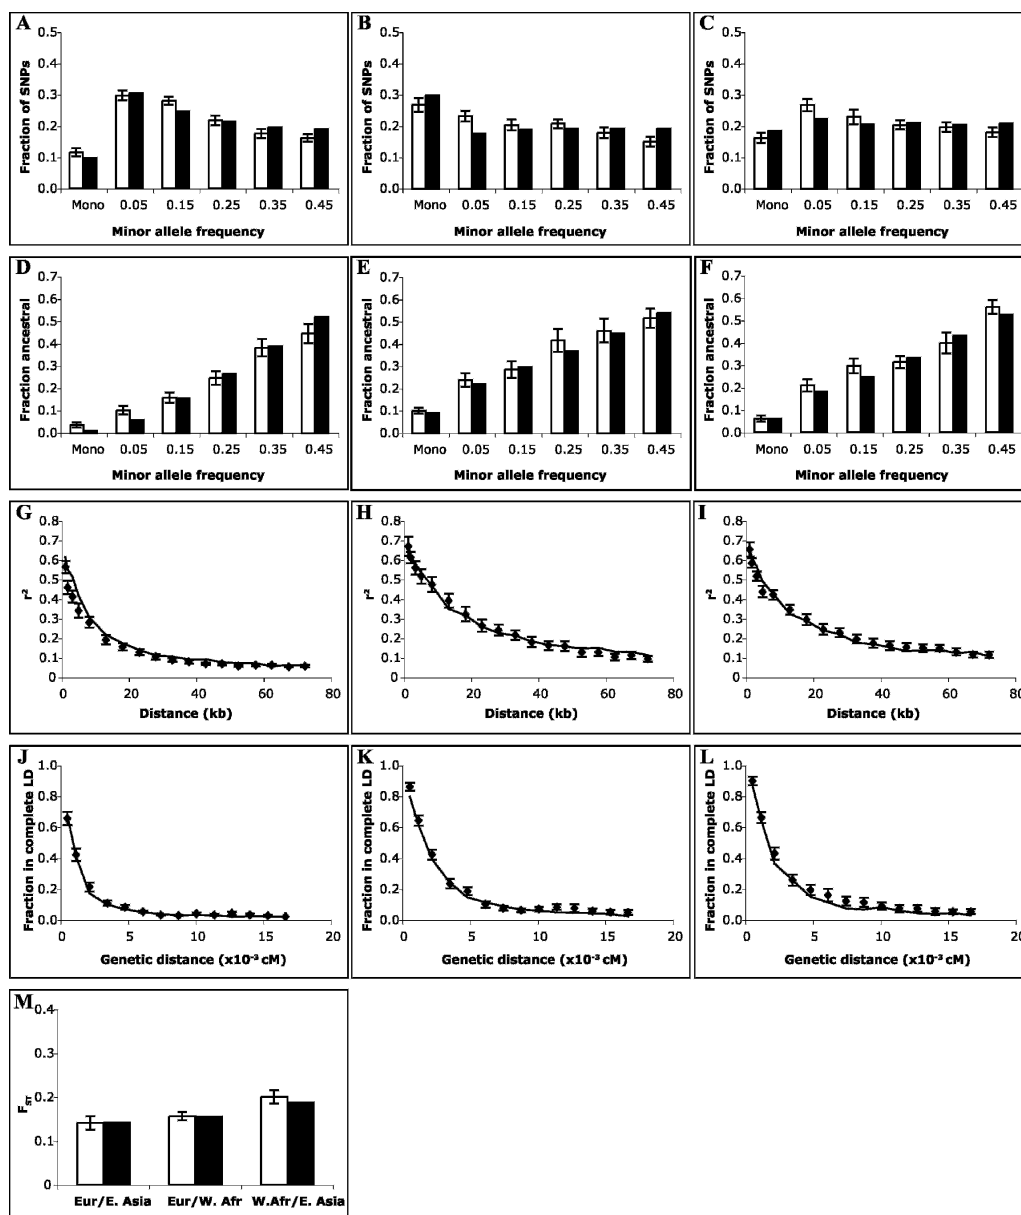 A
Fraction of SNPs
0.5
0.4
0.3
0.2
0.1
0.0
Mono 0.05 0.15 0.25 0.35 0.45
Minor allele frequency
B
Fraction of SNPs
0.5
0.4
0.3
0.2
0.1
0.0
Mono 0.05 0.15 0.25 0.35 0.45
Minor allele frequency
C
Fraction of SNPs
0.5
0.4
0.3
0.2
0.1
0.0
Mono 0.05 0.15 0.25 0.35 0.45
Minor allele frequency
D
Fraction ancestral
0.7
0.6
0.5
0.4
0.3
0.2
0.1
0.0
Mono 0.05 0.15 0.25 0.35 0.45
Minor allele frequency
E
Fraction ancestral
0.7
0.6
0.5
0.4
0.3
0.2
0.1
0.0
Mono 0.05 0.15 0.25 0.35 0.45
Minor allele frequency
F
Fraction ancestral
0.7
0.6
0.5
0.4
0.3
0.2
0.1
0.0
Mono 0.05 0.15 0.25 0.35 0.45
Minor allele frequency
G
r²
0.8
0.7
0.6
0.5
0.4
0.3
0.2
0.1
0
0 20 40 60 80
Distance (kb)
H
r²
0.8
0.7
0.6
0.5
0.4
0.3
0.2
0.1
0
0 20 40 60 80
Distance (kb)
I
r²
0.8
0.7
0.6
0.5
0.4
0.3
0.2
0.1
0
0 20 40 60 80
Distance (kb)
J
Fraction in complete LD
1.0
0.8
0.6
0.4
0.2
0.0
0 5 10 15 20
Genetic distance (x10⁻³ cM)
K
Fraction in complete LD
1.0
0.8
0.6
0.4
0.2
0.0
0 5 10 15 20
Genetic distance (x10⁻³ cM)
L
Fraction in complete LD
1.0
0.8
0.6
0.4
0.2
0.0
0 5 10 15 20
Genetic distance (x10⁻³ cM)
M
F_ST
0.4
0.3
0.2
0.1
0
Eur/E. Asia Eur/W. Afr W.Afr/E. Asia